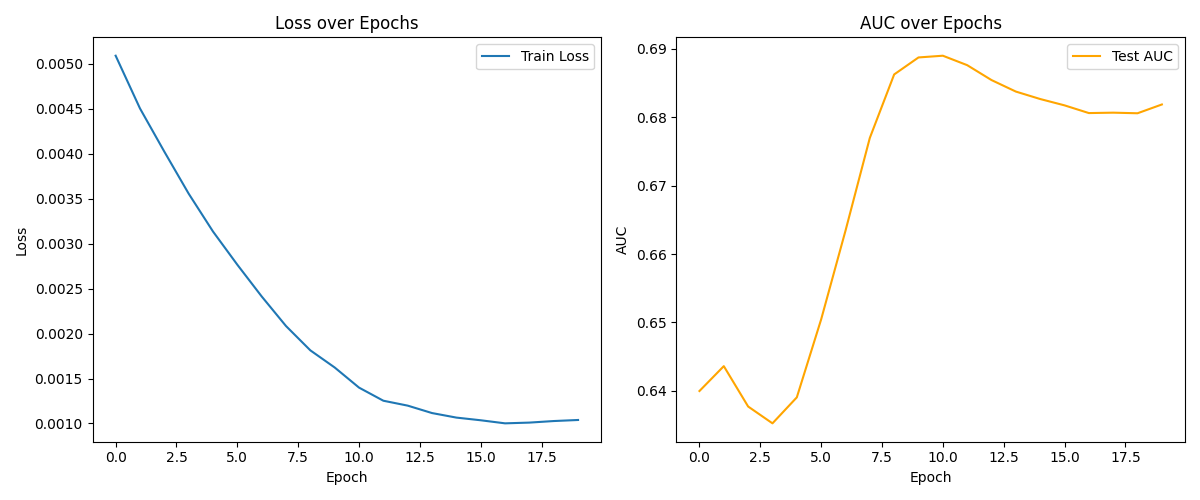 Loss over Epochs
Train Loss
0.0050
0.0045
0.0040
0.0035
0.0030
0.0025
0.0020
0.0015
0.0010
Loss
0.0 2.5 5.0 7.5 10.0 12.5 15.0 17.5
Epoch
AUC over Epochs
Test AUC
0.69
0.68
0.67
0.66
0.65
0.64
AUC
0.0 2.5 5.0 7.5 10.0 12.5 15.0 17.5
Epoch